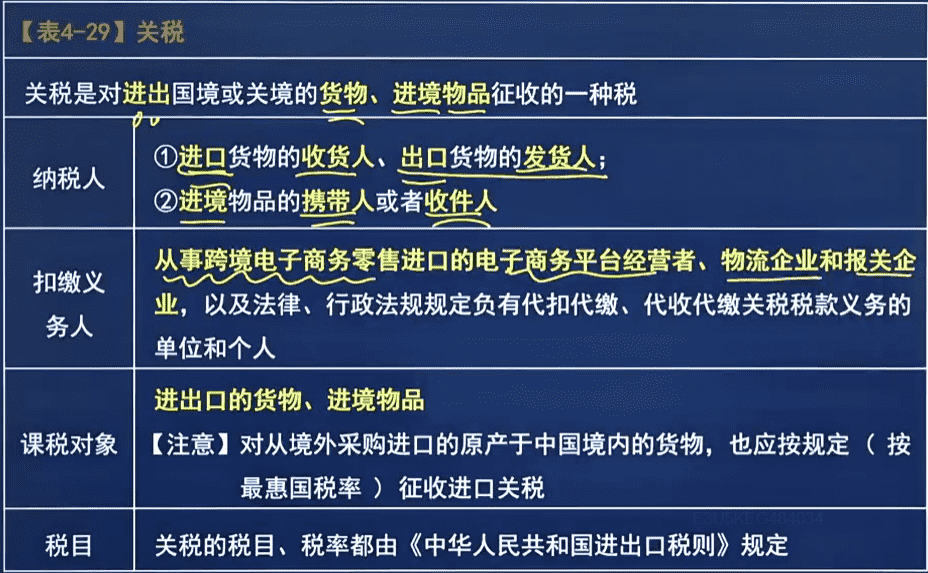 【表4-29】关税
关税是对进出国境或关境的货物、进境物品征收的一种税
纳税人
①进口货物的收货人、出口货物的发货人；
②进境物品的携带人或者收件人
扣缴义
务人
从事跨境电子商务零售进口的电子商务平台经营者、物流企业和报关企
业，以及法律、行政法规规定负有代扣代缴、代收代缴关税税款义务的
单位和个人
课税对象
进出口的货物、进境物品
【注意】对从境外采购进口的原产于中国境内的货物，也应按规定（按
最惠国税率）征收进口关税
税目
关税的税目、税率都由《中华人民共和国进出口税则》规定